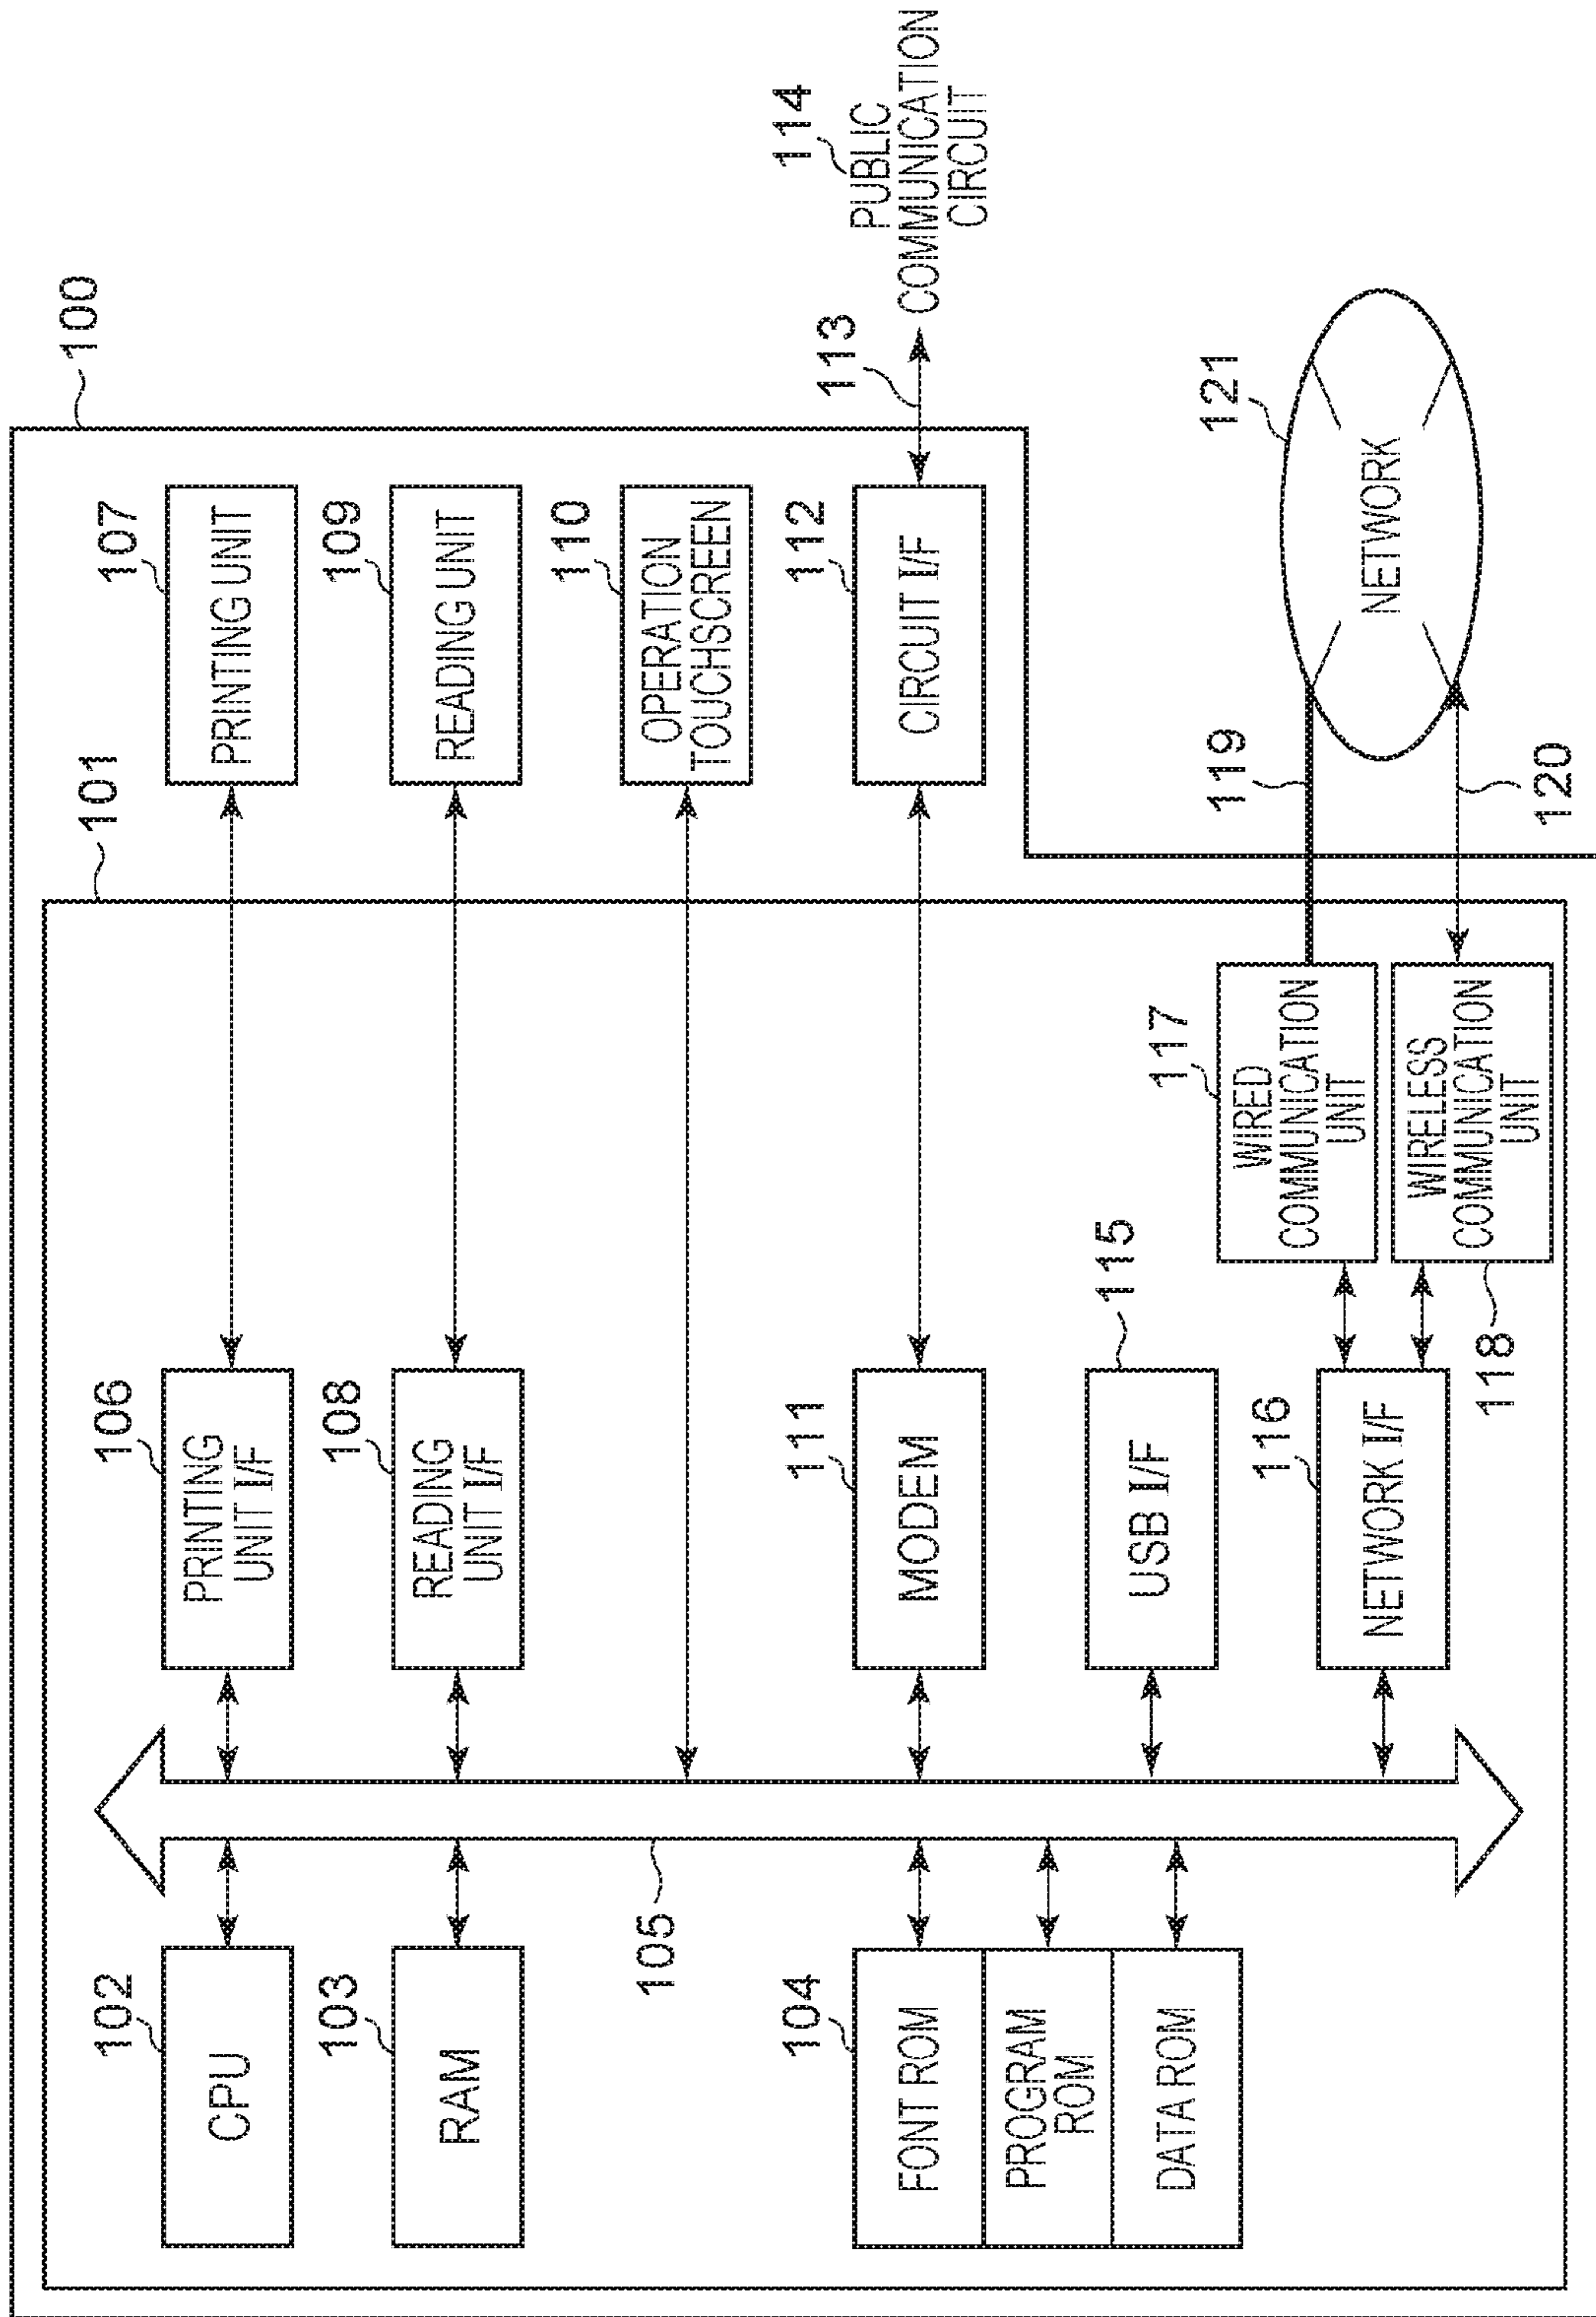 100
101
102
CPU
103
RAM
104
FONT ROM
PROGRAM
ROM
DATA ROM
105
106
PRINTING
UNIT I/F
107
PRINTING UNIT
108
READING
UNIT I/F
109
READING UNIT
110
OPERATION
TOUCHSCREEN
111
MODEM
112
CIRCUIT I/F
113
114
PUBLIC
COMMUNICATION
CIRCUIT
115
USB I/F
116
NETWORK I/F
117
WIRED
COMMUNICATION
UNIT
118
WIRELESS
COMMUNICATION
UNIT
119
120
121
NETWORK